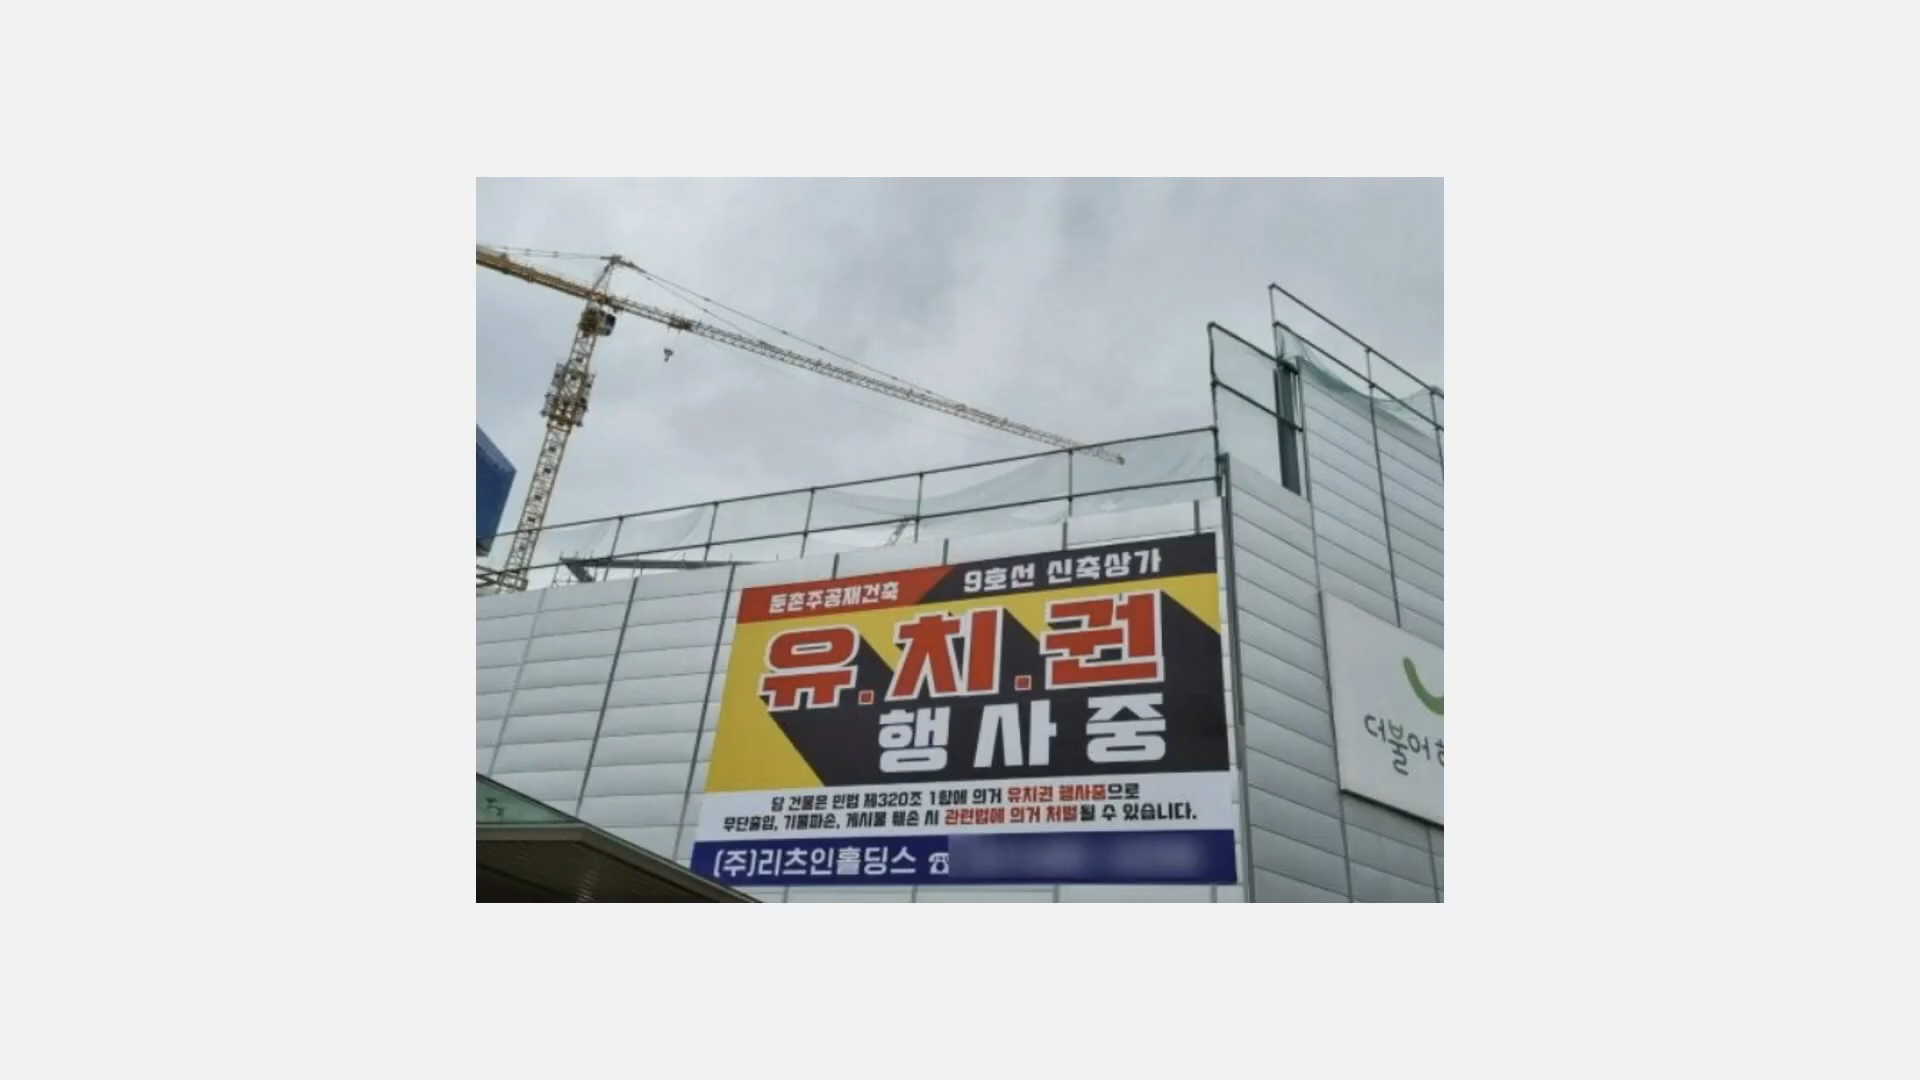 둔촌주공재건축 9호선 신축상가
유.치.권
행사중
당 건물은 민법 제320조 1항에 의거 유치권 행사중으로
무단출입, 기물파손, 게시물 훼손 시 관련법에 의거 처벌될 수 있습니다.
(주)리츠인홀딩스 ☎
더불어